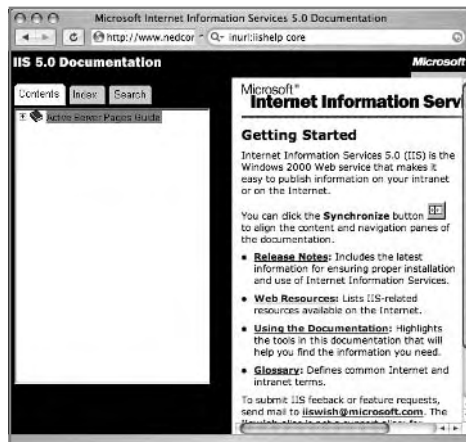 Microsoft Internet Information Services 5.0 Documentation
http://www.nedcor
inurl:iishelp core
IIS 5.0 Documentation
Microsoft
Contents Index Search
Active Server Pages Guide
Microsoft®
Internet Information Serv
Getting Started
Internet Information Services 5.0 (IIS) is the
Windows 2000 Web service that makes it
easy to publish information on your intranet
or on the Internet.
You can click the Synchronize button
to align the content and navigation panes of
the documentation.
• Release Notes: Includes the latest
information for ensuring proper installation
and use of Internet Information Services.
• Web Resources: Lists IIS-related
resources available on the Internet.
• Using the Documentation: Highlights
the tools in this documentation that will
help you find the information you need.
• Glossary: Defines common Internet and
intranet terms.
To submit IIS feeback or feature requests,
send mail to iiswish@microsoft.com. The